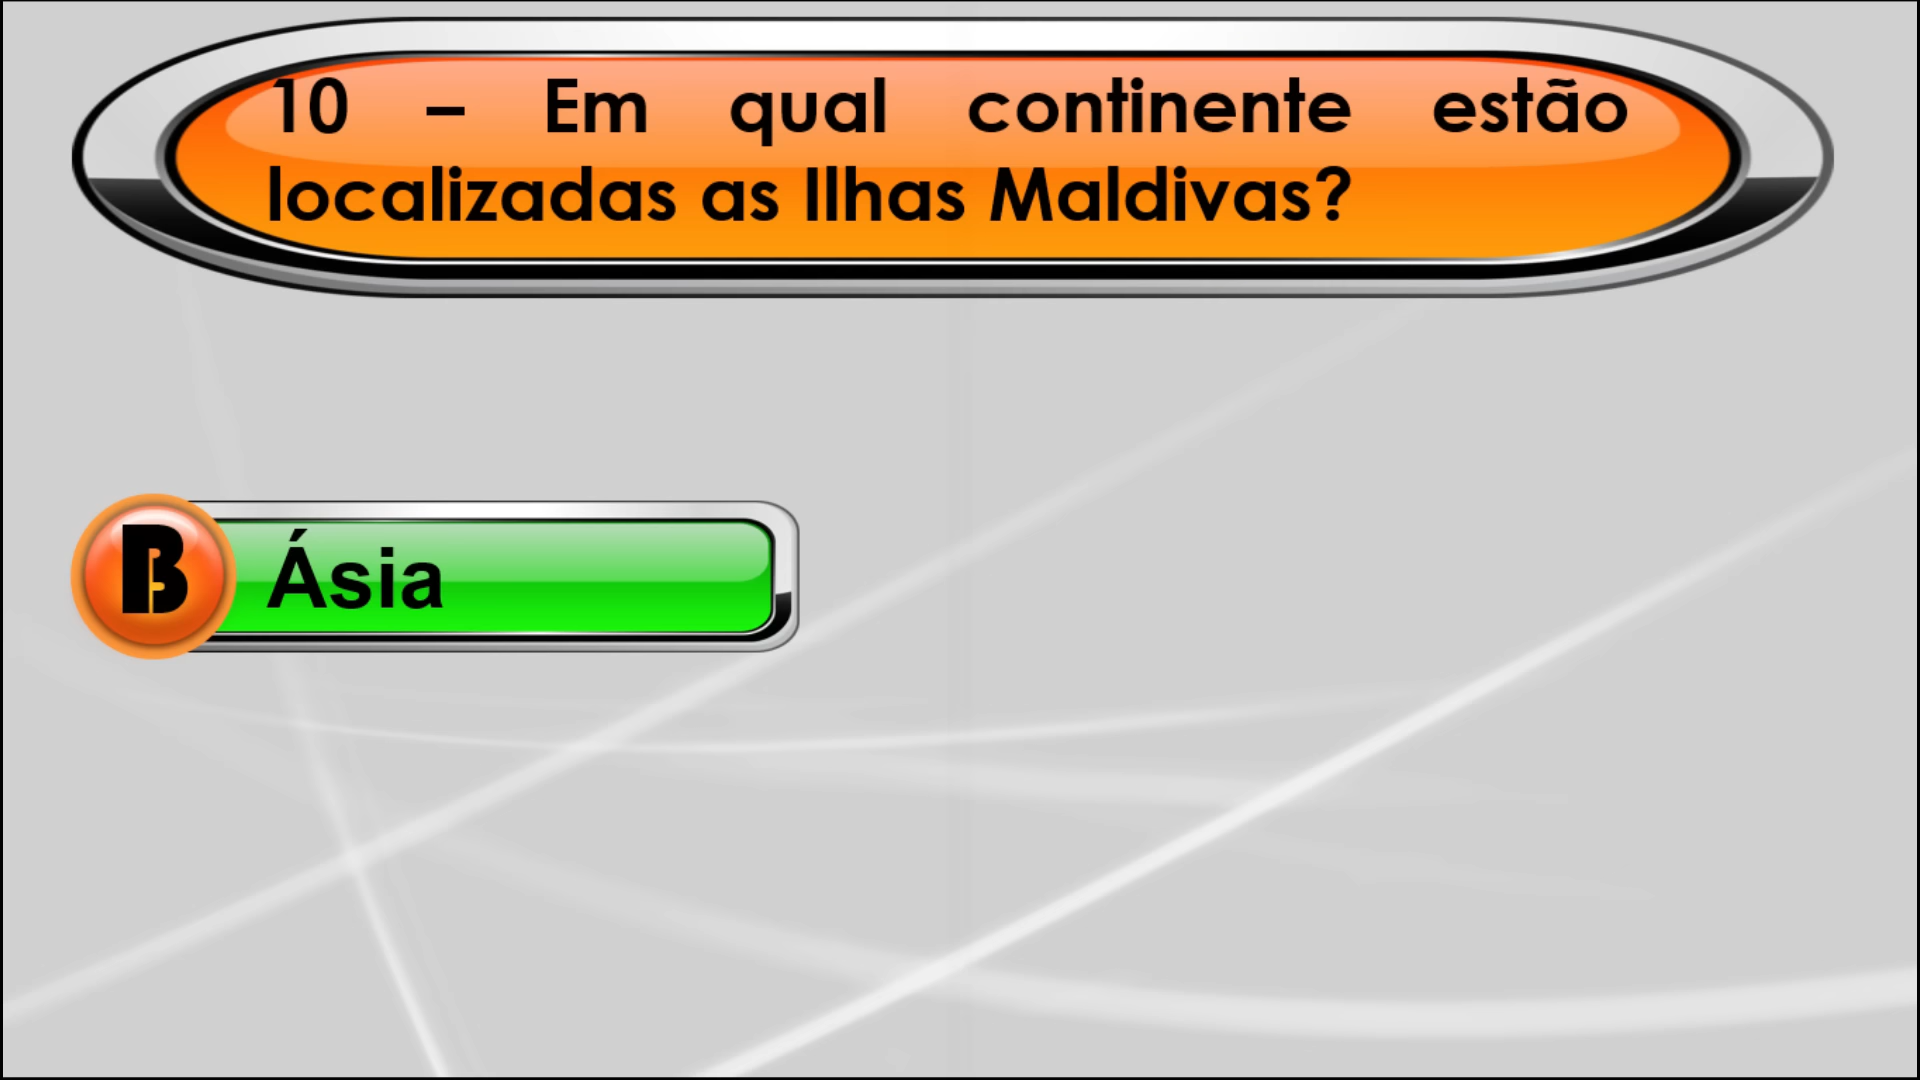 10 – Em qual continente estão
localizadas as Ilhas Maldivas?
B Ásia